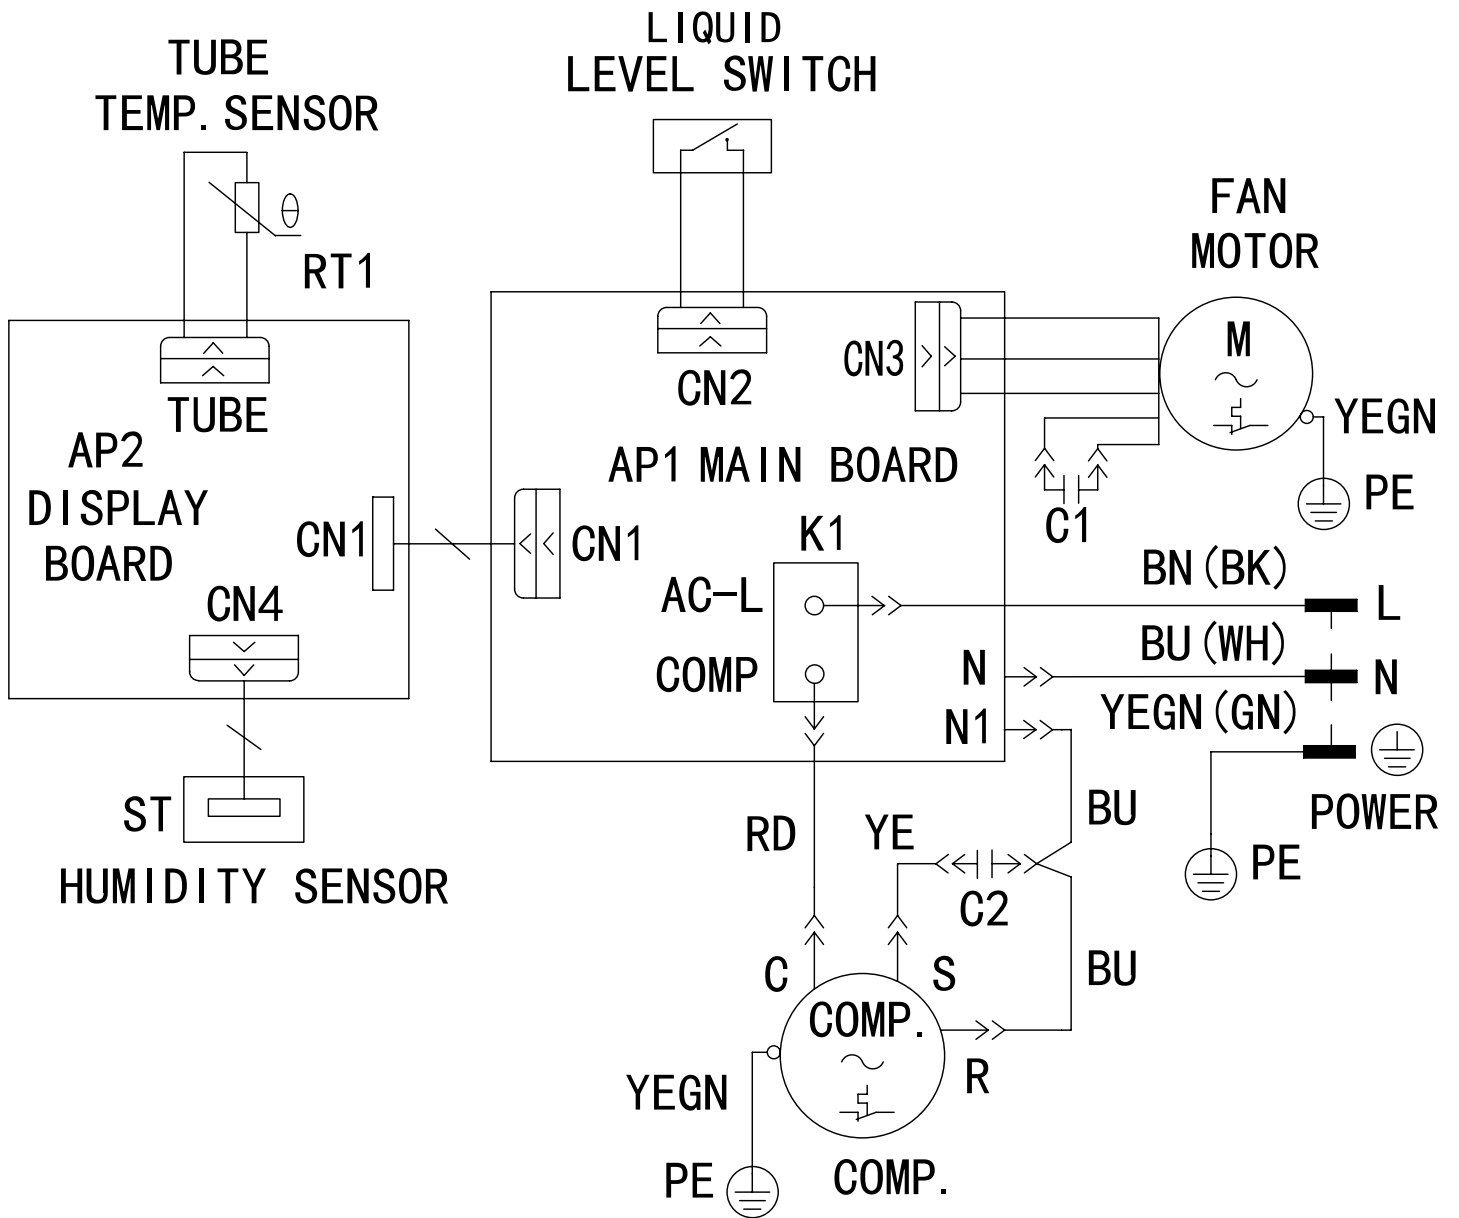 TUBE
TEMP. SENSOR
θ
RT1
LIQUID
LEVEL SWITCH
FAN
MOTOR
M
YEGN
PE
TUBE
AP2
DISPLAY
BOARD
CN1
CN4
ST
HUMIDITY SENSOR
CN2
CN3
AP1 MAIN BOARD
CN1
K1
AC-L
COMP
N
N1
C1
BN(BK)
L
BU(WH)
N
YEGN(GN)
POWER
PE
BU
RD
YE
C2
BU
C
S
COMP.
R
YEGN
PE
COMP.